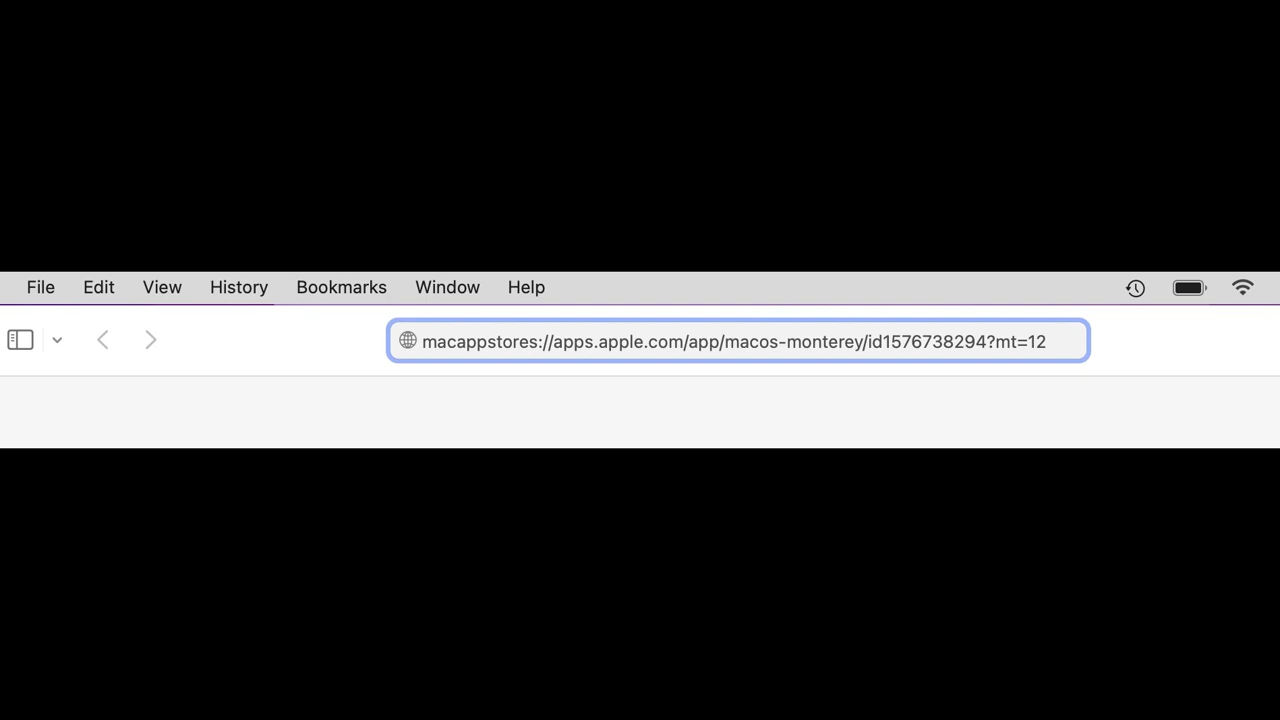 File Edit View History Bookmarks Window Help
macappstores://apps.apple.com/app/macos-monterey/id1576738294?mt=12